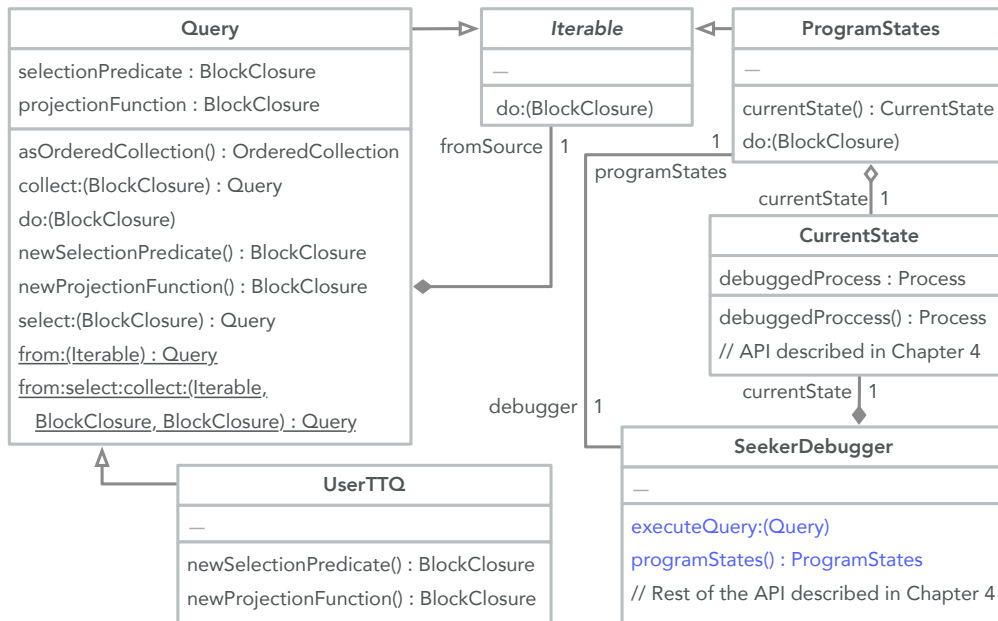 Query
selectionPredicate : BlockClosure
projectionFunction : BlockClosure
asOrderedCollection() : OrderedCollection
collect:(BlockClosure) : Query
do:(BlockClosure)
newSelectionPredicate() : BlockClosure
newProjectionFunction() : BlockClosure
select:(BlockClosure) : Query
from:(Iterable) : Query
from:select:collect:(Iterable,
BlockClosure, BlockClosure) : Query
Iterable
—
do:(BlockClosure)
fromSource 1
ProgramStates
—
currentState() : CurrentState
do:(BlockClosure)
1
programStates
currentState 1
CurrentState
debuggedProcess : Process
debuggedProccess() : Process
// API described in Chapter 4
currentState 1
debugger 1
SeekerDebugger
—
executeQuery:(Query)
programStates() : ProgramStates
// Rest of the API described in Chapter 4
UserTTQ
—
newSelectionPredicate() : BlockClosure
newProjectionFunction() : BlockClosure